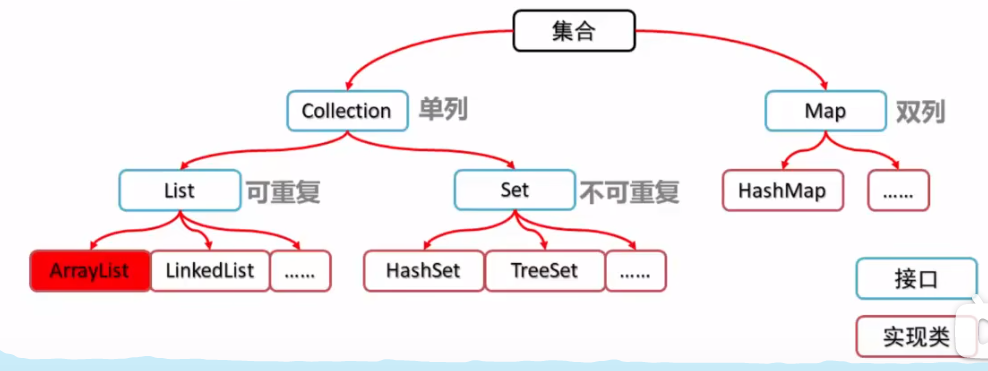 集合
Collection 单列
Map 双列
List 可重复
Set 不可重复
HashMap
……
ArrayList
LinkedList
……
HashSet
TreeSet
……
接口
实现类